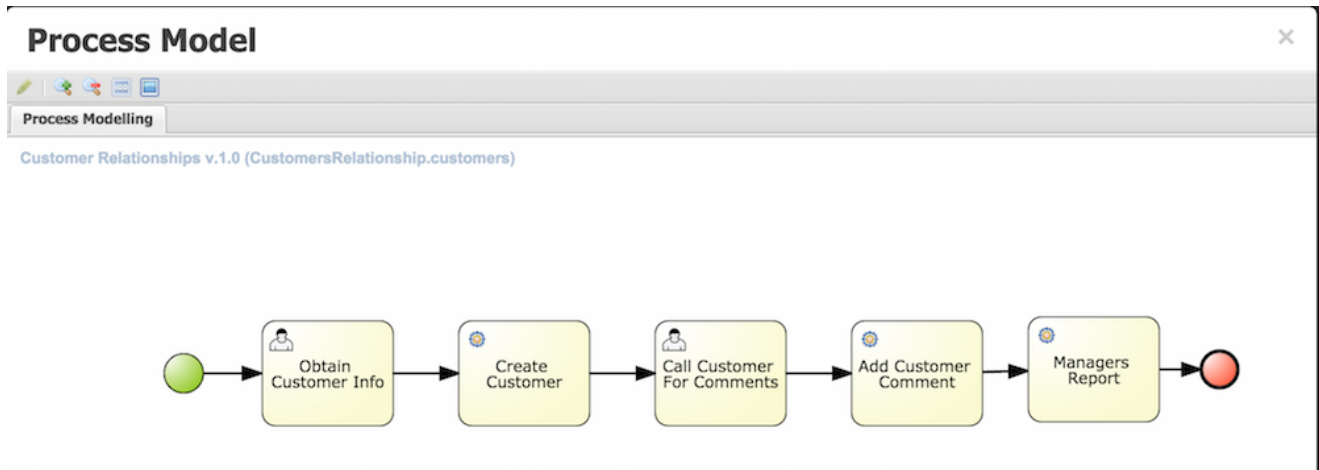 Process Model
Process Modelling
Customer Relationships v.1.0 (CustomersRelationship.customers)
Obtain
Customer Info
Create
Customer
Call Customer
For Comments
Add Customer
Comment
Managers
Report